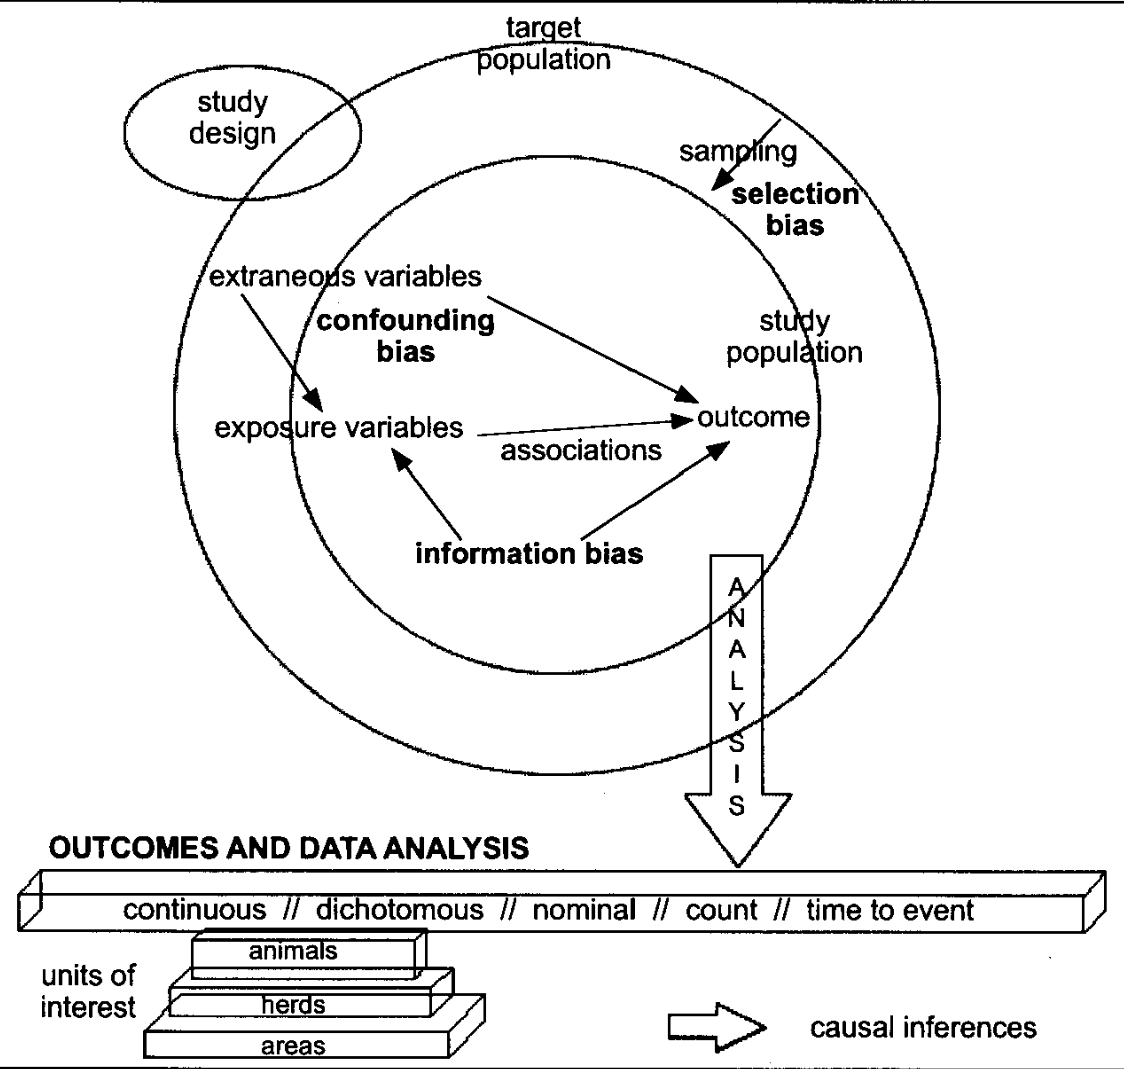 target
population
study
design
sampling
selection
bias
extraneous variables
confounding
bias
study
population
exposure variables
outcome
associations
information bias
ANALYSIS
OUTCOMES AND DATA ANALYSIS
continuous // dichotomous // nominal // count // time to event
animals
units of
interest
herds
areas
causal inferences